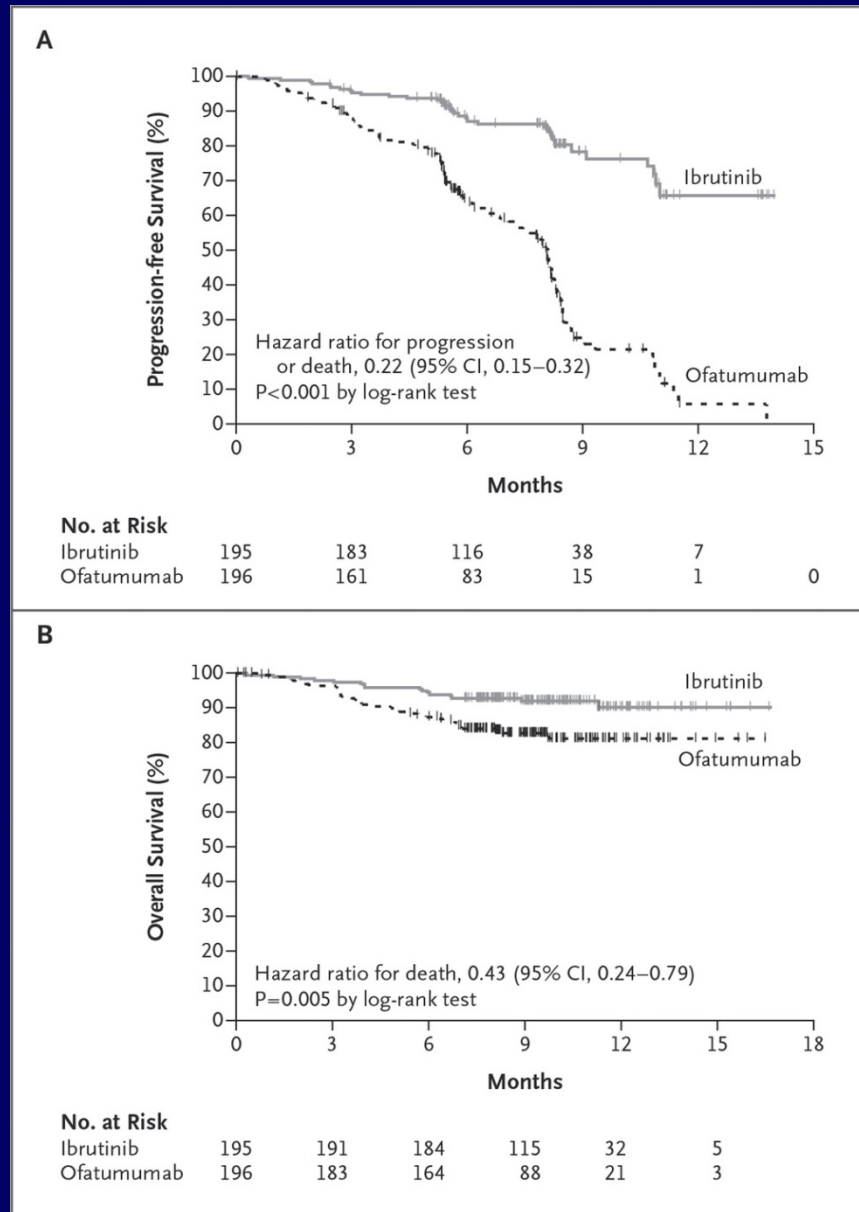 A
Progression-free Survival (%)
100
90
80
70
60
50
40
30
20
10
0
Ibrutinib
Ofatumumab
Hazard ratio for progression
or death, 0.22 (95% CI, 0.15–0.32)
P<0.001 by log-rank test
0 3 6 9 12 15
Months
No. at Risk
Ibrutinib 195 183 116 38 7
Ofatumumab 196 161 83 15 1 0
B
Overall Survival (%)
100
90
80
70
60
50
40
30
20
10
0
Ibrutinib
Ofatumumab
Hazard ratio for death, 0.43 (95% CI, 0.24–0.79)
P=0.005 by log-rank test
0 3 6 9 12 15 18
Months
No. at Risk
Ibrutinib 195 191 184 115 32 5
Ofatumumab 196 183 164 88 21 3